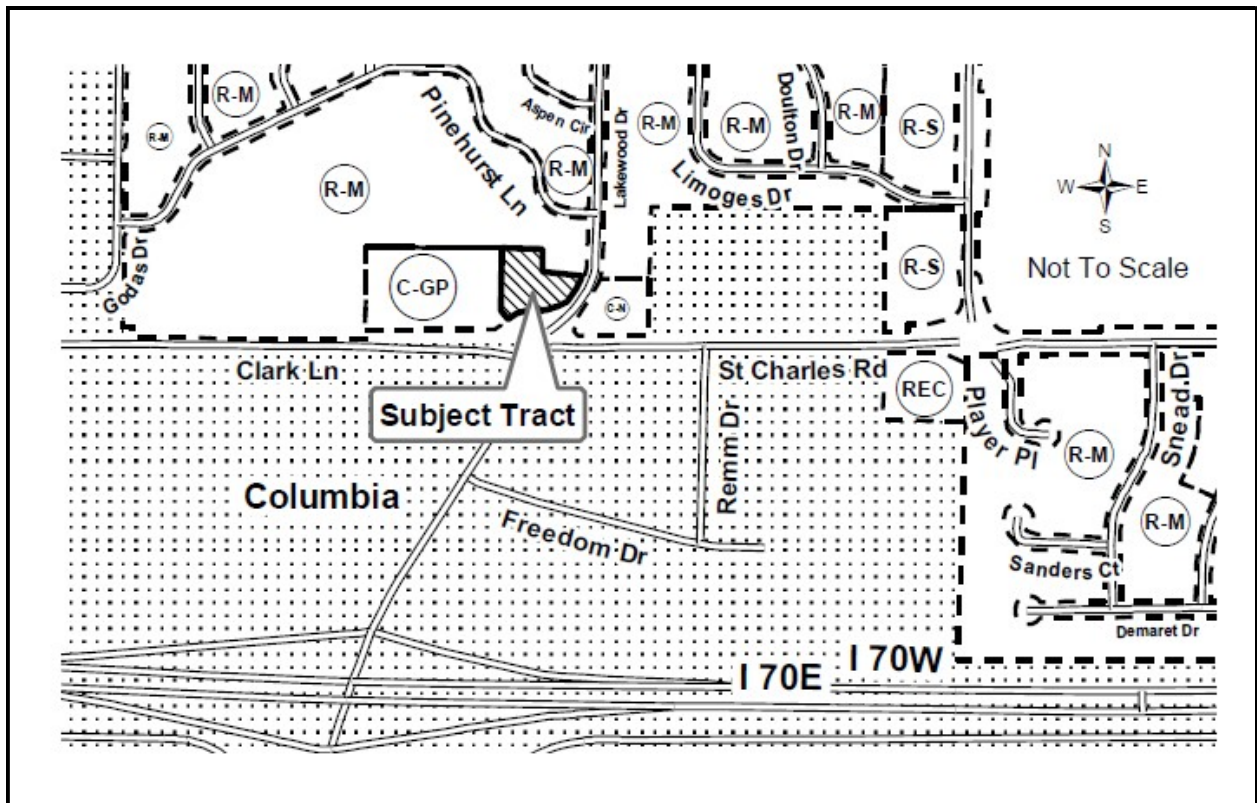 R-M
R-M
R-M
Godas Dr
Pinehurst Ln
Aspen Cir
R-M
Lakewood Dr
R-M
R-M
Doulton Dr
R-M
R-S
Limoges Dr
N
W E
S
Not To Scale
C-GP
C-N
R-S
Clark Ln
St Charles Rd
Subject Tract
REC
Player Pl
Snead Dr
R-M
Remm Dr
Columbia
Freedom Dr
R-M
Sanders Ct
Demaret Dr
I 70E
I 70W